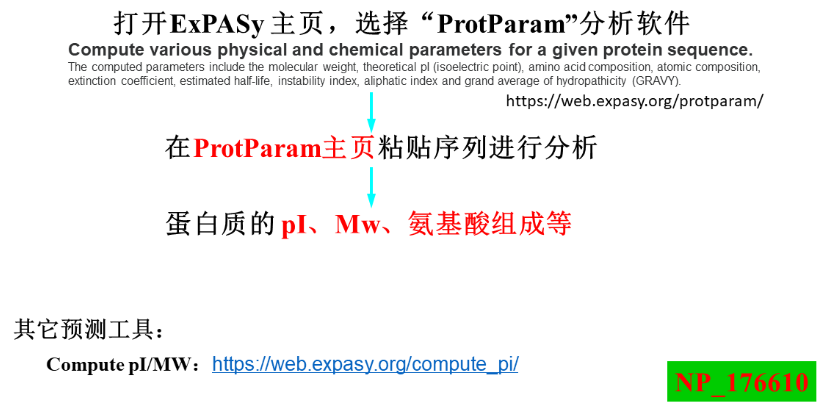 打开ExPASy 主页，选择“ProtParam”分析软件
Compute various physical and chemical parameters for a given protein sequence.
The computed parameters include the molecular weight, theoretical pI (isoelectric point), amino acid composition, atomic composition,
extinction coefficient, estimated half-life, instability index, aliphatic index and grand average of hydropathicity (GRAVY).
https://web.expasy.org/protparam/
在ProtParam主页粘贴序列进行分析
蛋白质的 pI、Mw、氨基酸组成等
其它预测工具：
Compute pI/MW：https://web.expasy.org/compute_pi/
NP_176610